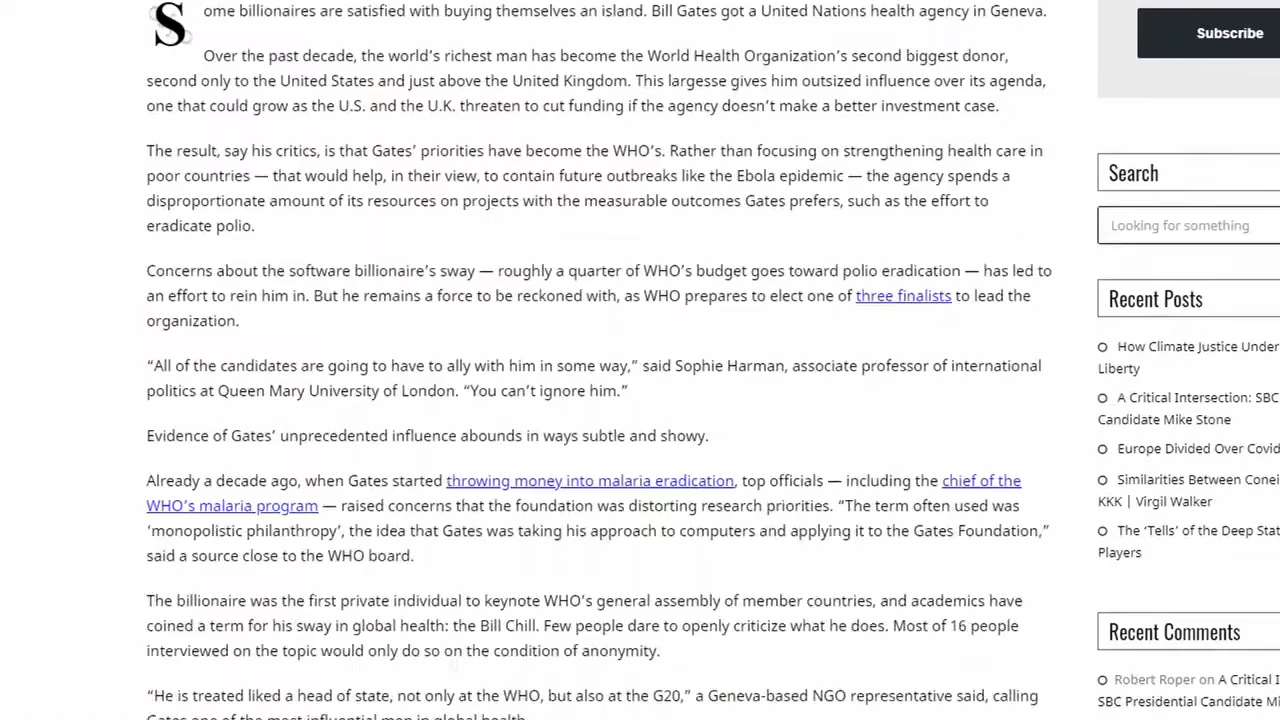 Some billionaires are satisfied with buying themselves an island. Bill Gates got a United Nations health agency in Geneva.
Over the past decade, the world’s richest man has become the World Health Organization’s second biggest donor,
second only to the United States and just above the United Kingdom. This largesse gives him outsized influence over its agenda,
one that could grow as the U.S. and the U.K. threaten to cut funding if the agency doesn’t make a better investment case.
The result, say his critics, is that Gates’ priorities have become the WHO’s. Rather than focusing on strengthening health care in
poor countries — that would help, in their view, to contain future outbreaks like the Ebola epidemic — the agency spends a
disproportionate amount of its resources on projects with the measurable outcomes Gates prefers, such as the effort to
eradicate polio.
Concerns about the software billionaire’s sway — roughly a quarter of WHO’s budget goes toward polio eradication — has led to
an effort to rein him in. But he remains a force to be reckoned with, as WHO prepares to elect one of three finalists to lead the
organization.
“All of the candidates are going to have to ally with him in some way,” said Sophie Harman, associate professor of international
politics at Queen Mary University of London. “You can’t ignore him.”
Evidence of Gates’ unprecedented influence abounds in ways subtle and showy.
Already a decade ago, when Gates started throwing money into malaria eradication, top officials — including the chief of the
WHO’s malaria program — raised concerns that the foundation was distorting research priorities. “The term often used was
‘monopolistic philanthropy’, the idea that Gates was taking his approach to computers and applying it to the Gates Foundation,”
said a source close to the WHO board.
The billionaire was the first private individual to keynote WHO’s general assembly of member countries, and academics have
coined a term for his sway in global health: the Bill Chill. Few people dare to openly criticize what he does. Most of 16 people
interviewed on the topic would only do so on the condition of anonymity.
“He is treated liked a head of state, not only at the WHO, but also at the G20,” a Geneva-based NGO representative said, calling
Gates one of the most influential men in global health.
Subscribe
Search
Looking for something
Recent Posts
How Climate Justice Under
Liberty
A Critical Intersection: SBC
Candidate Mike Stone
Europe Divided Over Covid
Similarities Between Conei
KKK | Virgil Walker
The ‘Tells’ of the Deep Stat
Players
Recent Comments
Robert Roper on A Critical I
SBC Presidential Candidate Mi